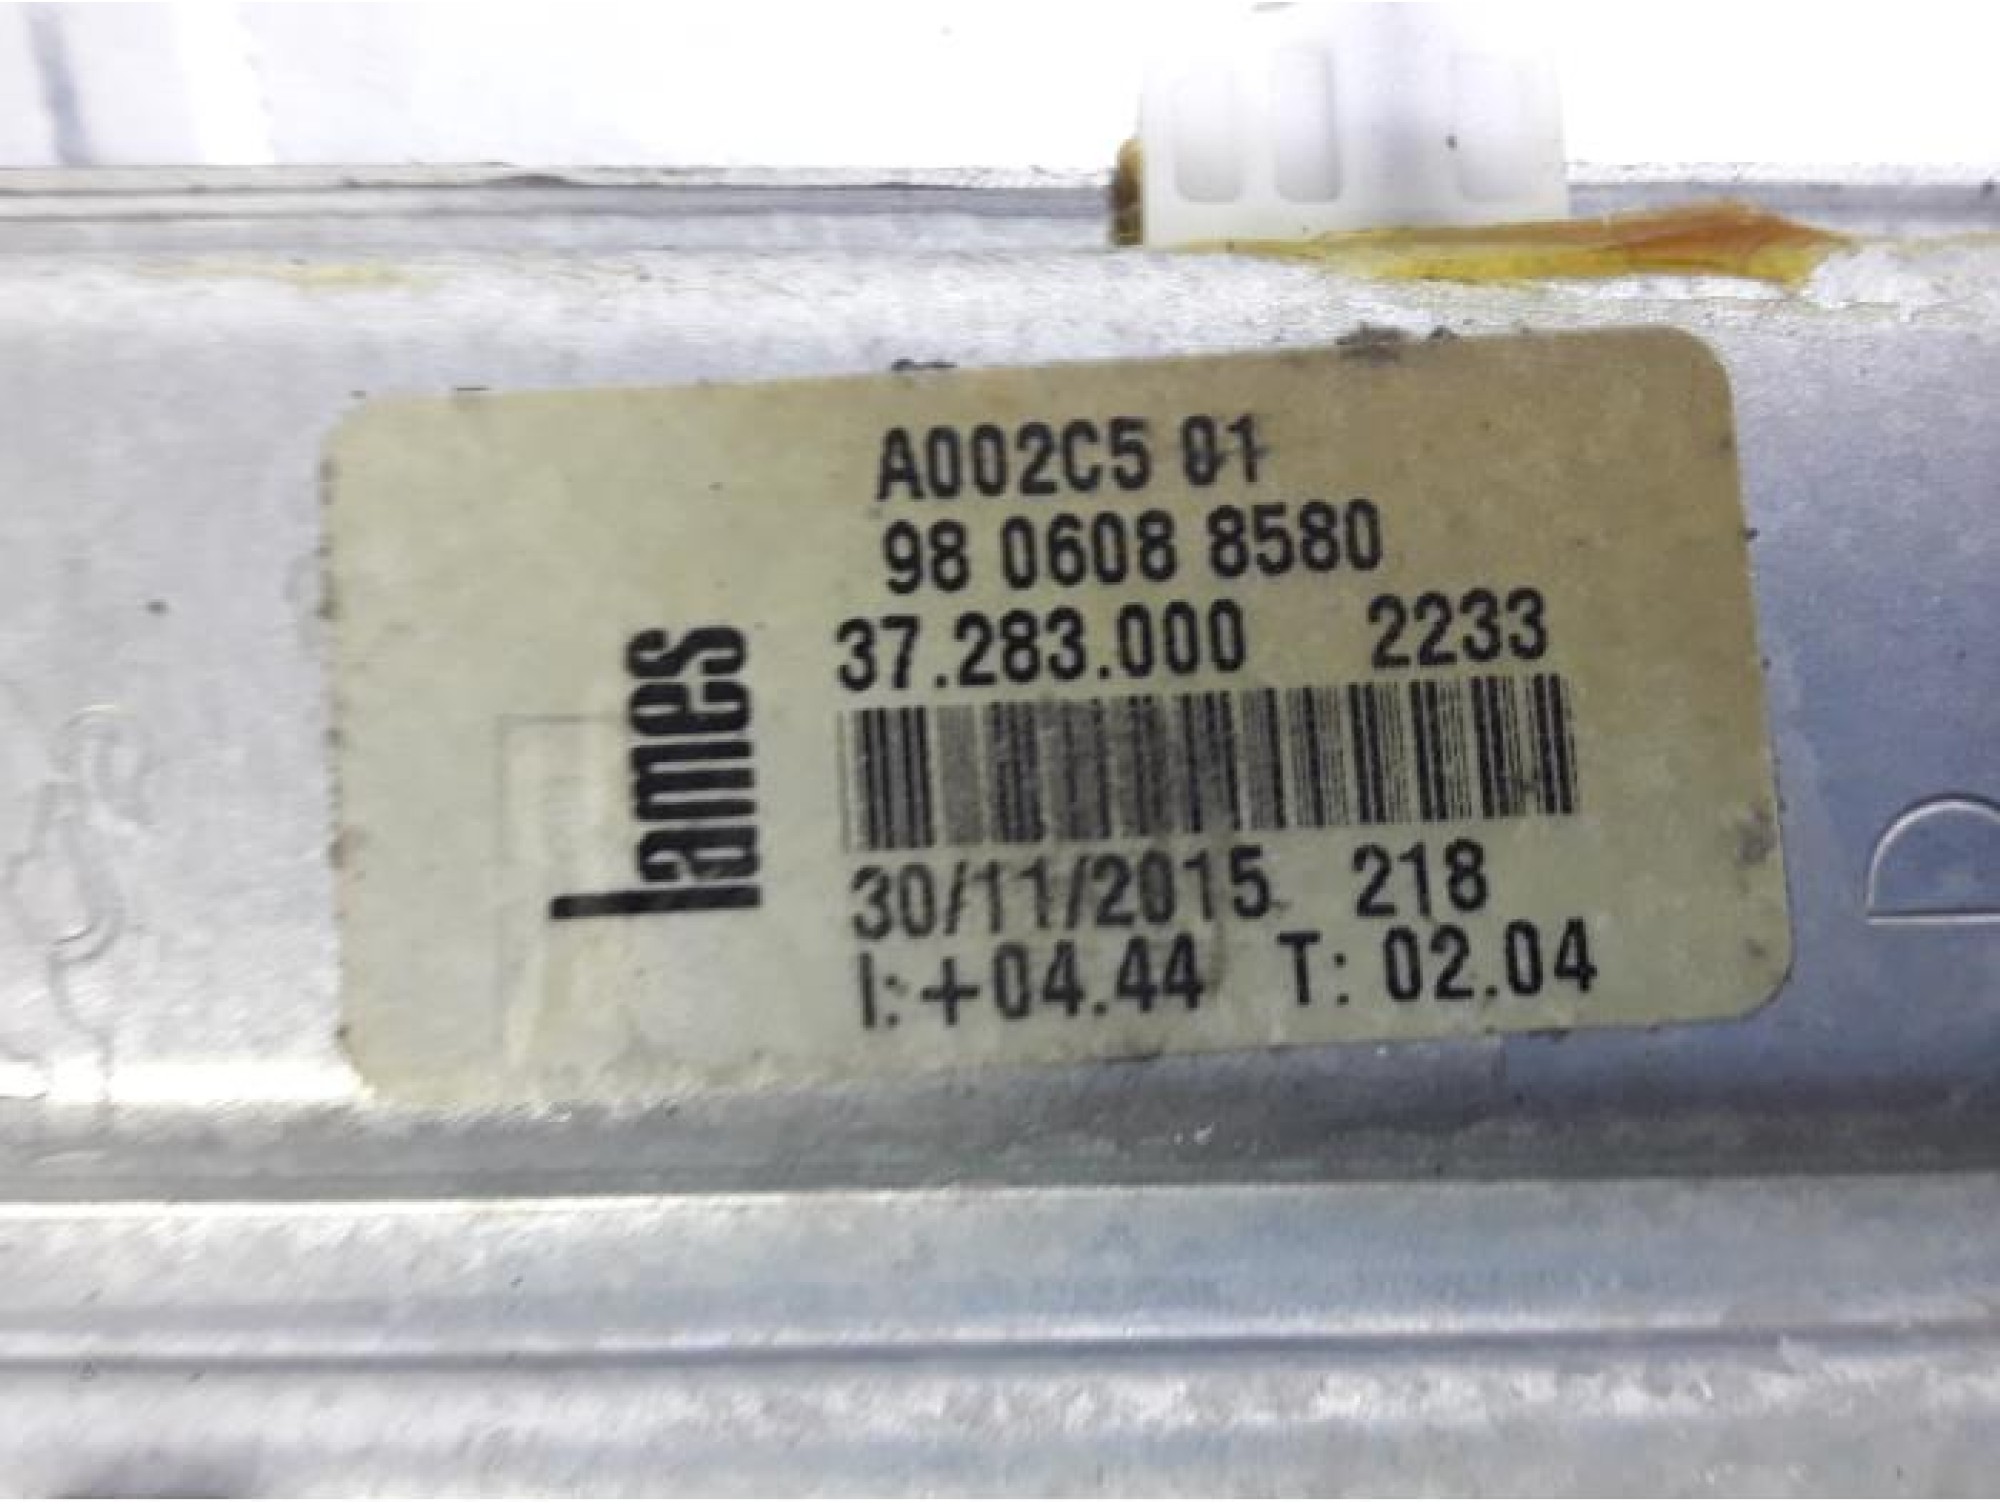 A002C5 01
98 0608 8580
37.283.000 2233
lames
30/11/2015 218
I:+04.44 T: 02.04